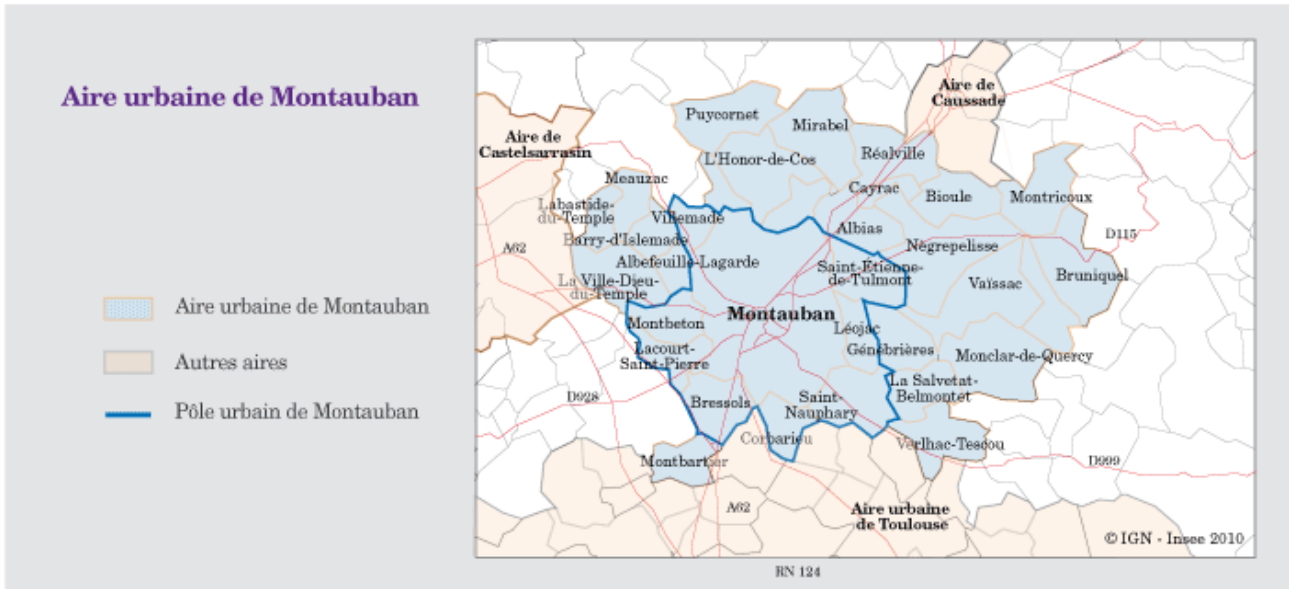 Aire urbaine de Montauban
Aire urbaine de Montauban
Autres aires
Pôle urbain de Montauban
Aire de
Caussade
Puycornet
Mirabel
Aire de
Castelsarrasin
L'Honor-de-Cos
Réalville
Meauzac
Cayrac
Bioule
Montricoux
Labastide-
du-Temple
Villemade
Albias
D115
Barry-d'Islemade
Négrepelisse
A62
Albefeuille-Lagarde
Saint-Étienne-
de-Tulmont
Bruniquel
La Ville-Dieu-
du-Temple
Vaïssac
Montauban
Montbeton
Léojac
Lacourt-
Saint-Pierre
Génébrières
Monclar-de-Quercy
La Salvetat-
Belmontet
D928
Bressols
Saint-
Nauphary
Corbarieu
Verlhac-Tescou
Montbartier
D999
A62
Aire urbaine
de Toulouse
© IGN - Insee 2010
RN 124